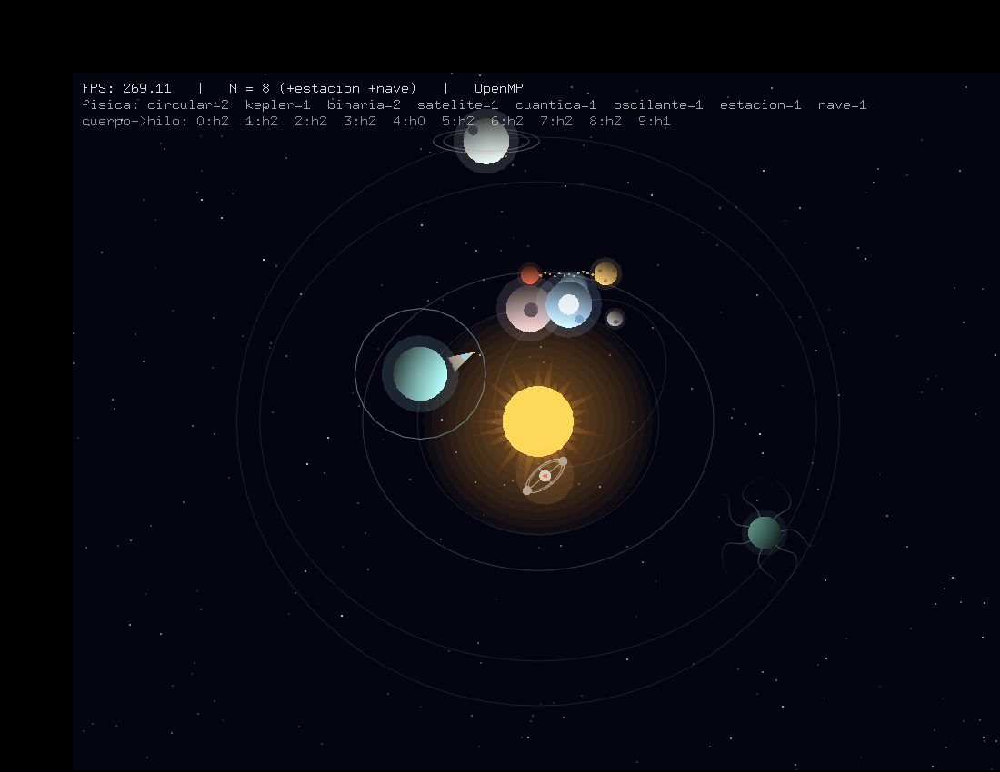 FPS: 269.11 | N = 8 (+estacion +nave) | OpenMP
fisica: circular=2 kepler=1 binaria=2 satelite=1 cuantica=1 oscilante=1 estacion=1 nave=1
cuerpo->hilo: 0:h2 1:h2 2:h2 3:h2 4:h0 5:h2 6:h2 7:h2 8:h2 9:h1